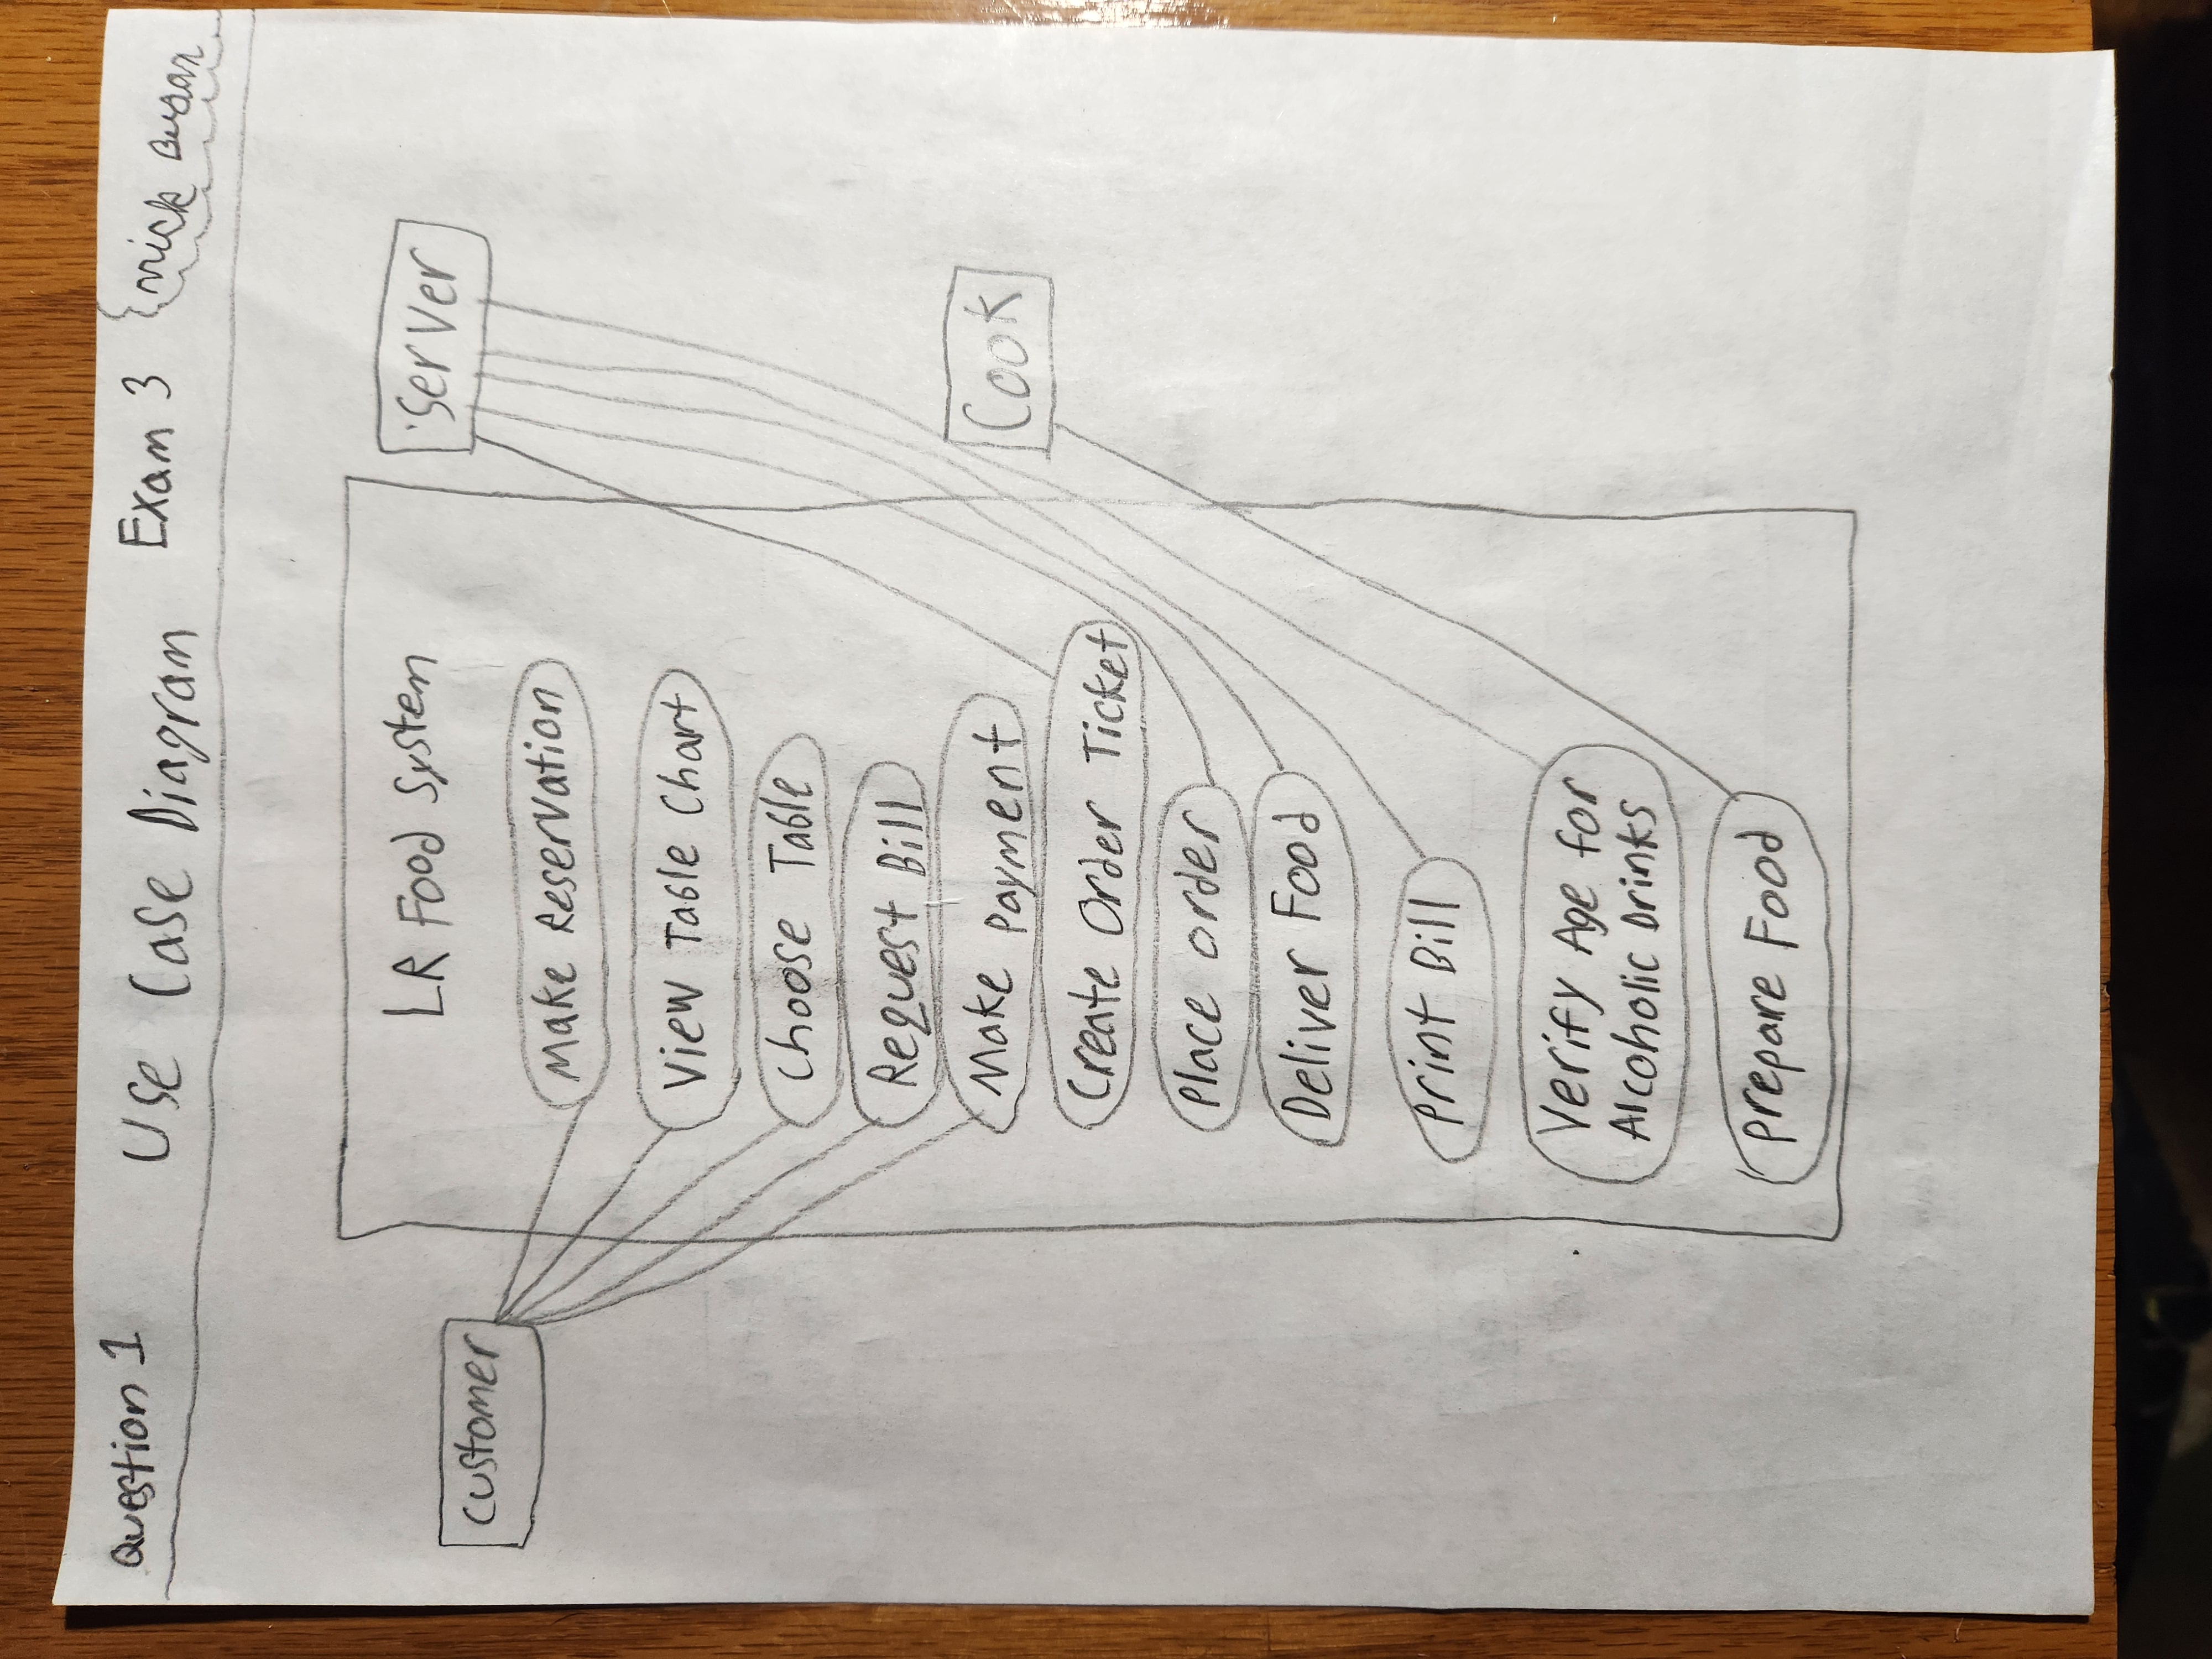 Question 1
Use Case Diagram
Exam 3
LR Food System
Server
Customer
Make Reservation
View Table Chart
Choose Table
Request Bill
Make payment
Cook
Create Order Ticket
Place order
Deliver Food
Print Bill
Verify Age for
Alcoholic Drinks
Prepare Food